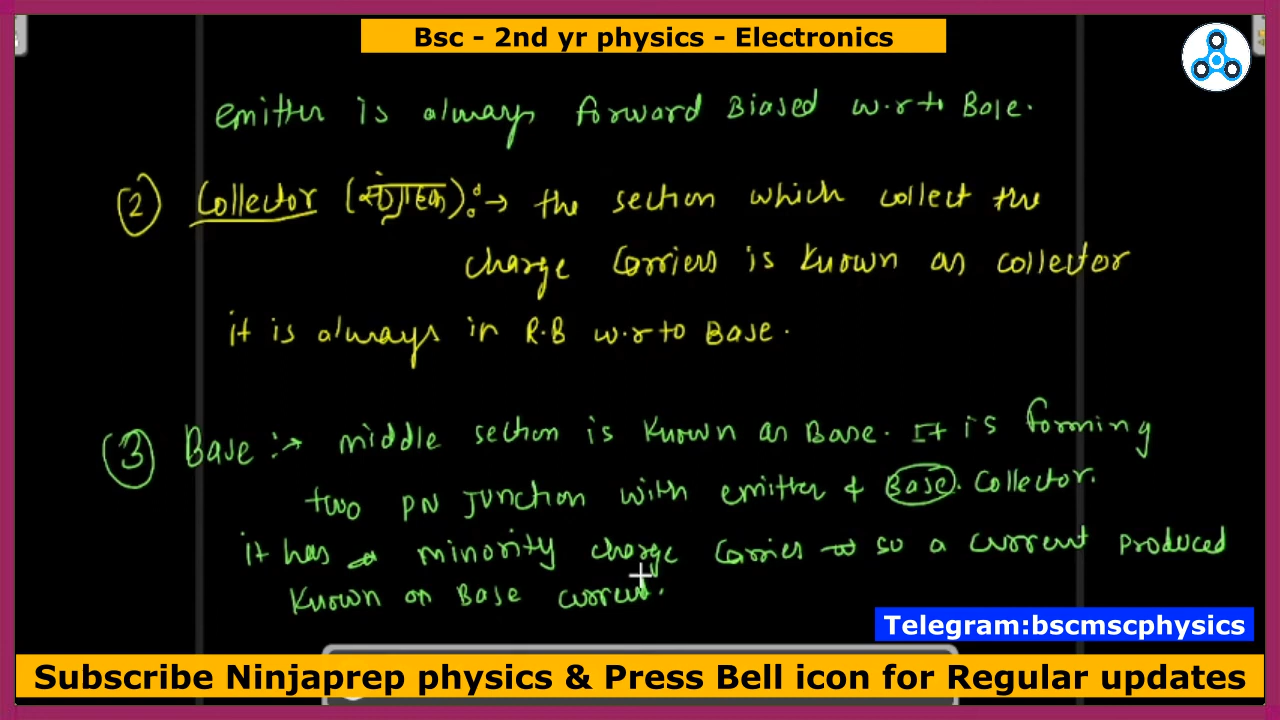 Bsc - 2nd yr physics - Electronics
emitter is always forward Biased w.r to Base.
② Collector (संग्राहक) :→ the section which collect the
charge carriers is known as collector
it is always in R.B w.r to Base.
③ Base :→ middle section is known as Base. It is forming
two PN junction with emitter & Base. Collector.
it has minority charge carries so a current produced
known as Base current.
Telegram:bscmscphysics
Subscribe Ninjaprep physics & Press Bell icon for Regular updates